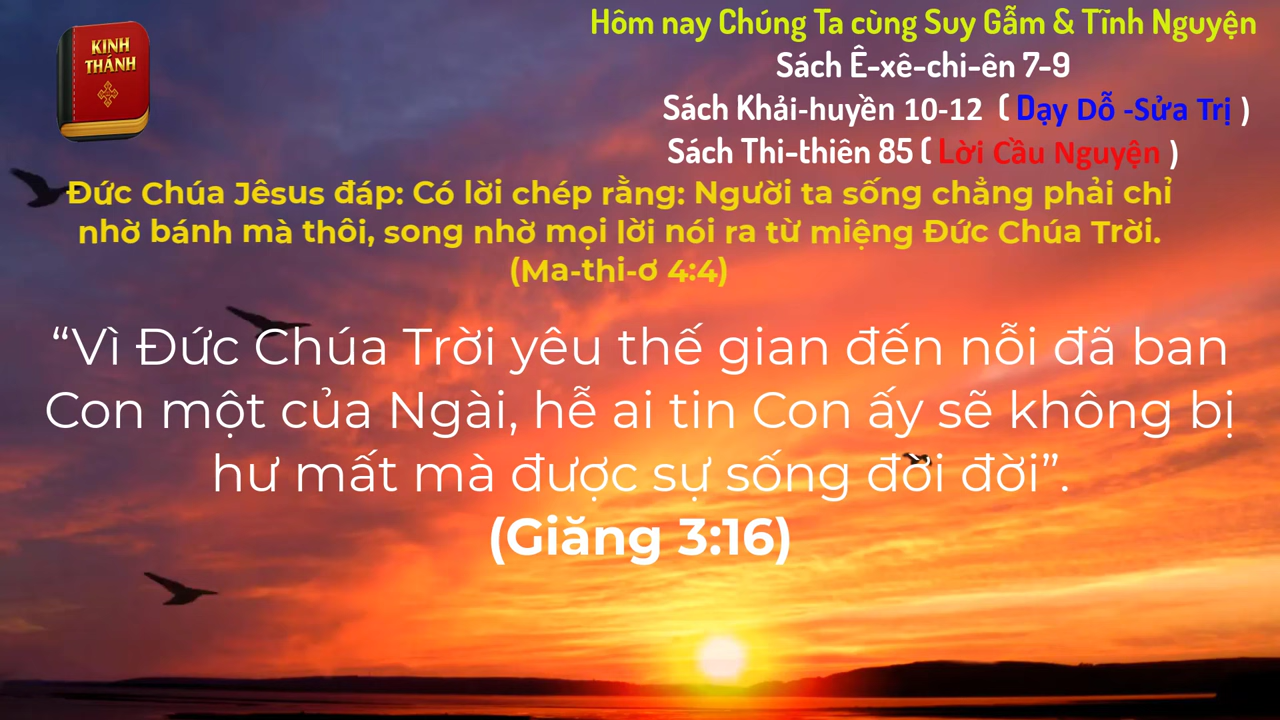 KINH
THÁNH
Hôm nay Chúng Ta cùng Suy Gẫm & Tĩnh Nguyện
Sách Ê-xê-chi-ên 7-9
Sách Khải-huyền 10-12 ( Dạy Dỗ -Sửa Trị )
Sách Thi-thiên 85 ( Lời Cầu Nguyện )
Đức Chúa Jêsus đáp: Có lời chép rằng: Người ta sống chẳng phải chỉ
nhờ bánh mà thôi, song nhờ mọi lời nói ra từ miệng Đức Chúa Trời.
(Ma-thi-ơ 4:4)
“Vì Đức Chúa Trời yêu thế gian đến nỗi đã ban
Con một của Ngài, hễ ai tin Con ấy sẽ không bị
hư mất mà được sự sống đời đời”.
(Giăng 3:16)